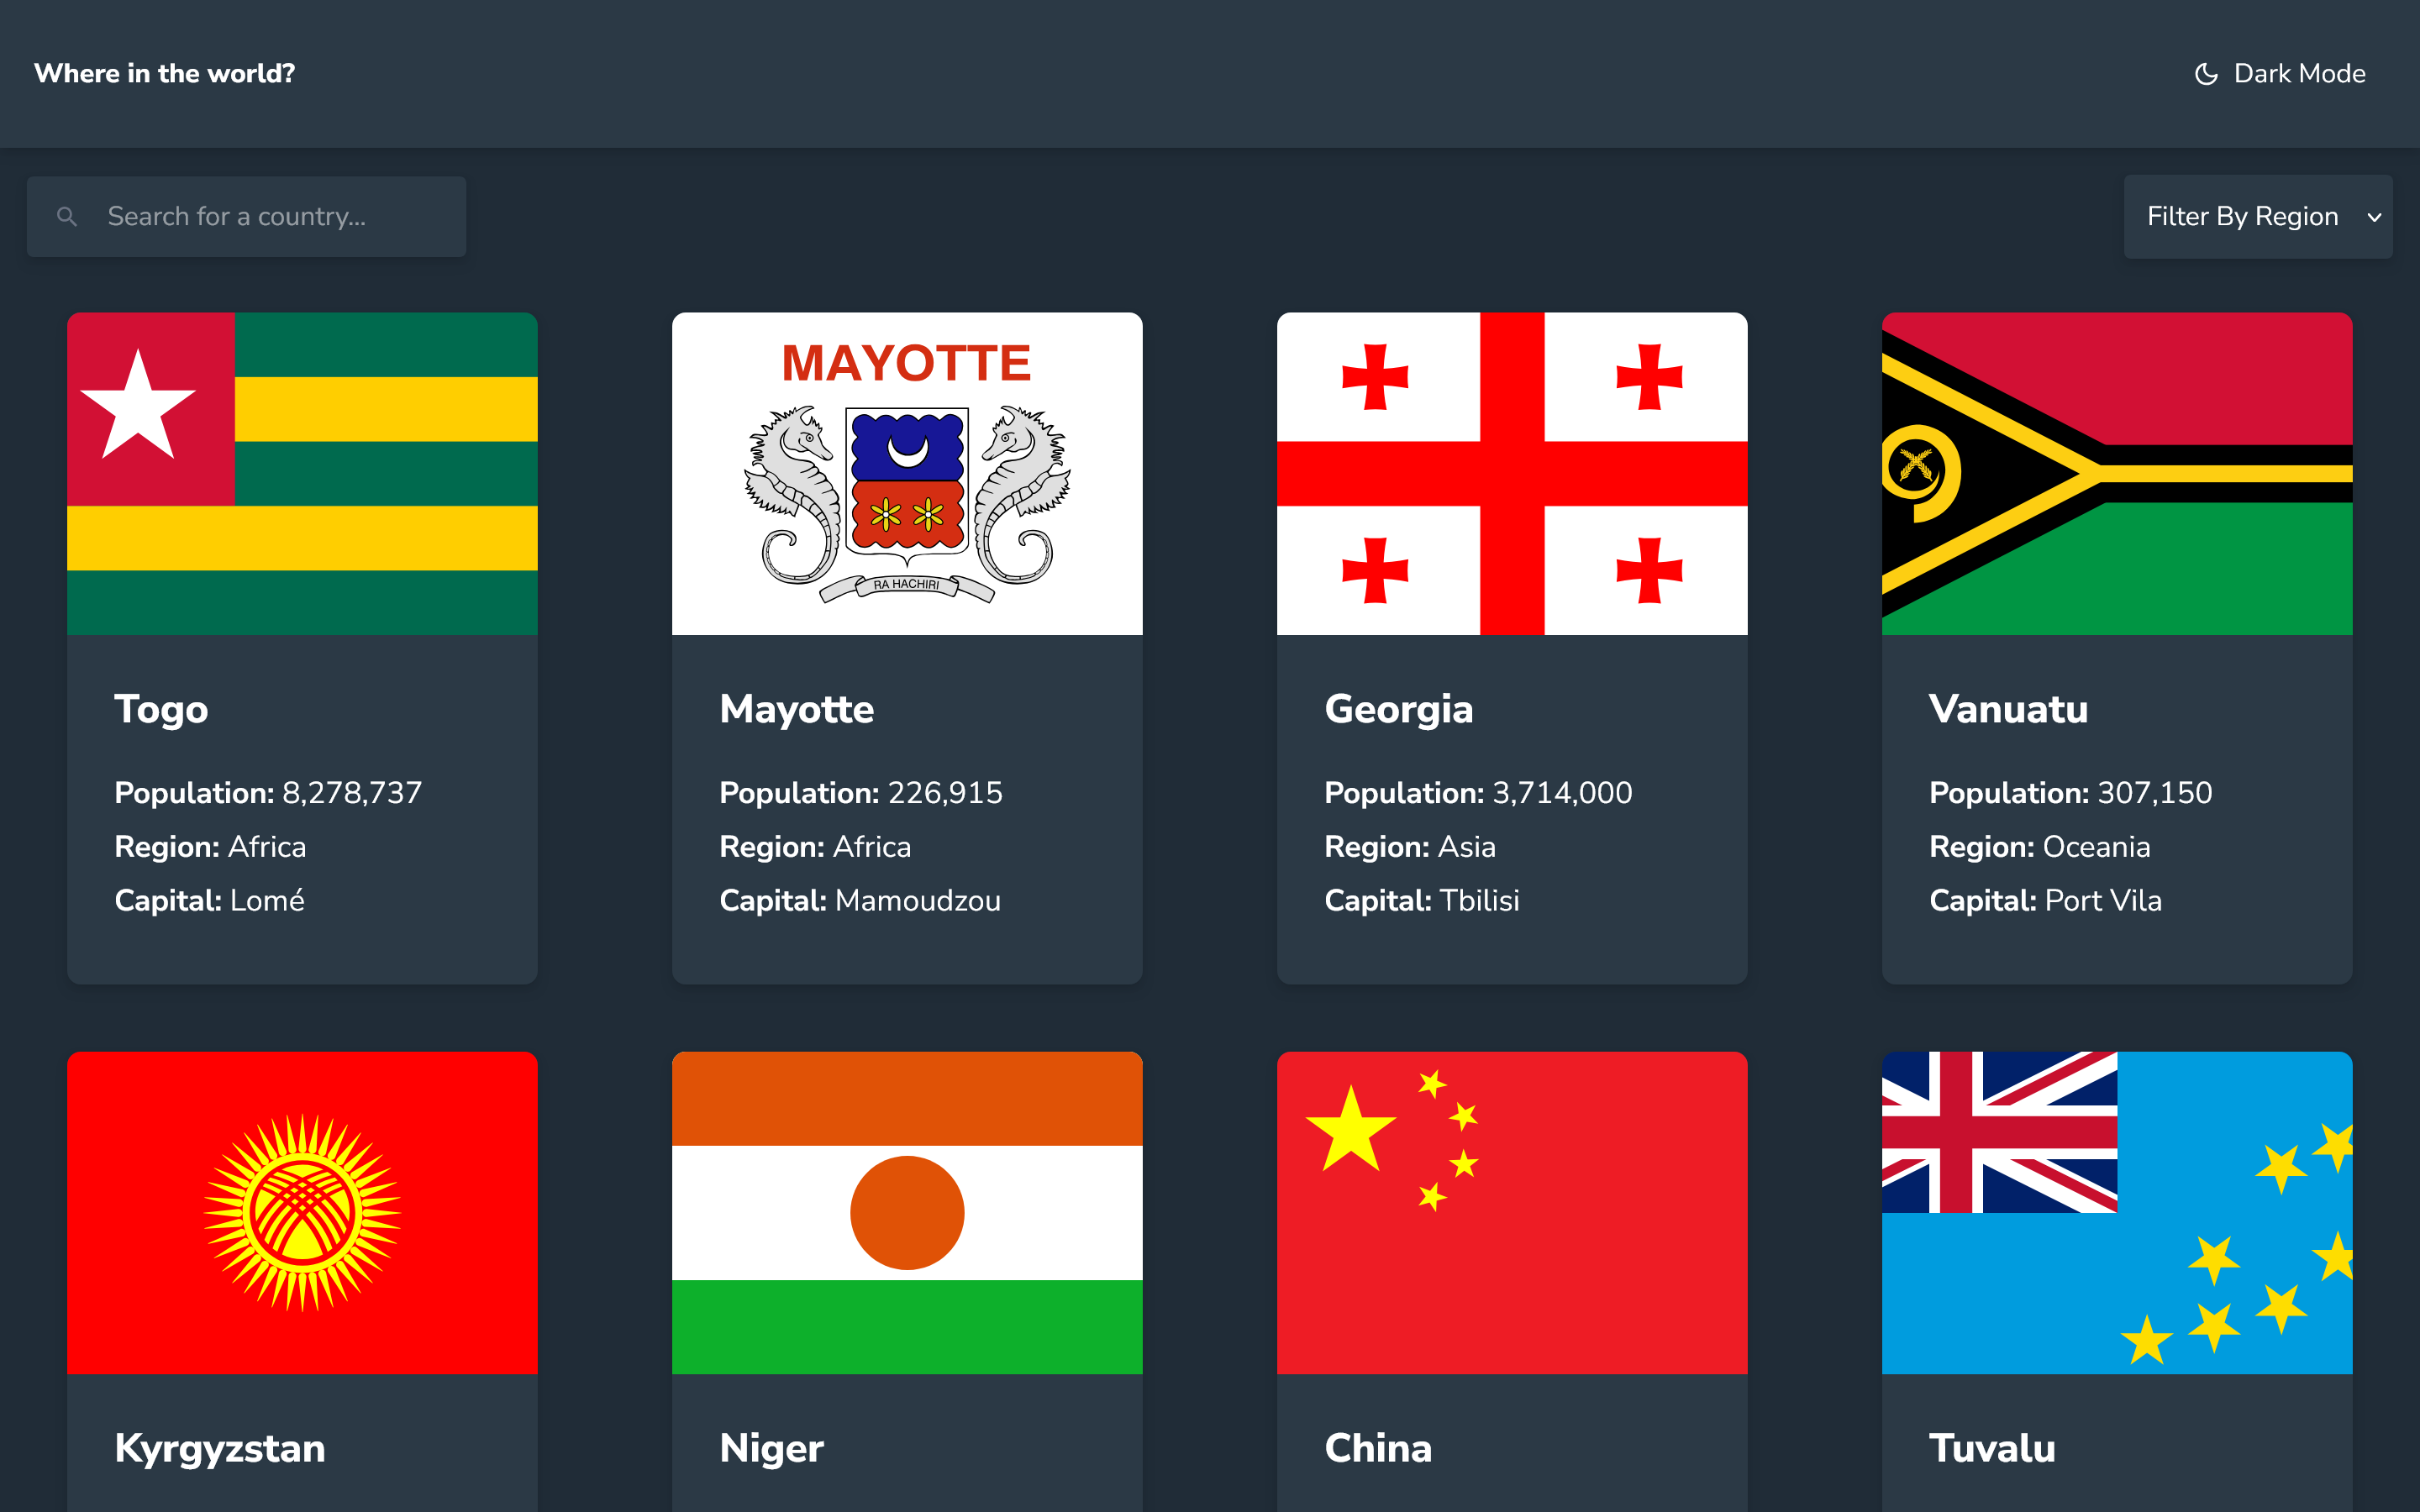 Where in the world?
Dark Mode
Search for a country...
Filter By Region
MAYOTTE
RA HACHIRI
Togo
Population: 8,278,737
Region: Africa
Capital: Lomé
Mayotte
Population: 226,915
Region: Africa
Capital: Mamoudzou
Georgia
Population: 3,714,000
Region: Asia
Capital: Tbilisi
Vanuatu
Population: 307,150
Region: Oceania
Capital: Port Vila
Kyrgyzstan
Niger
China
Tuvalu